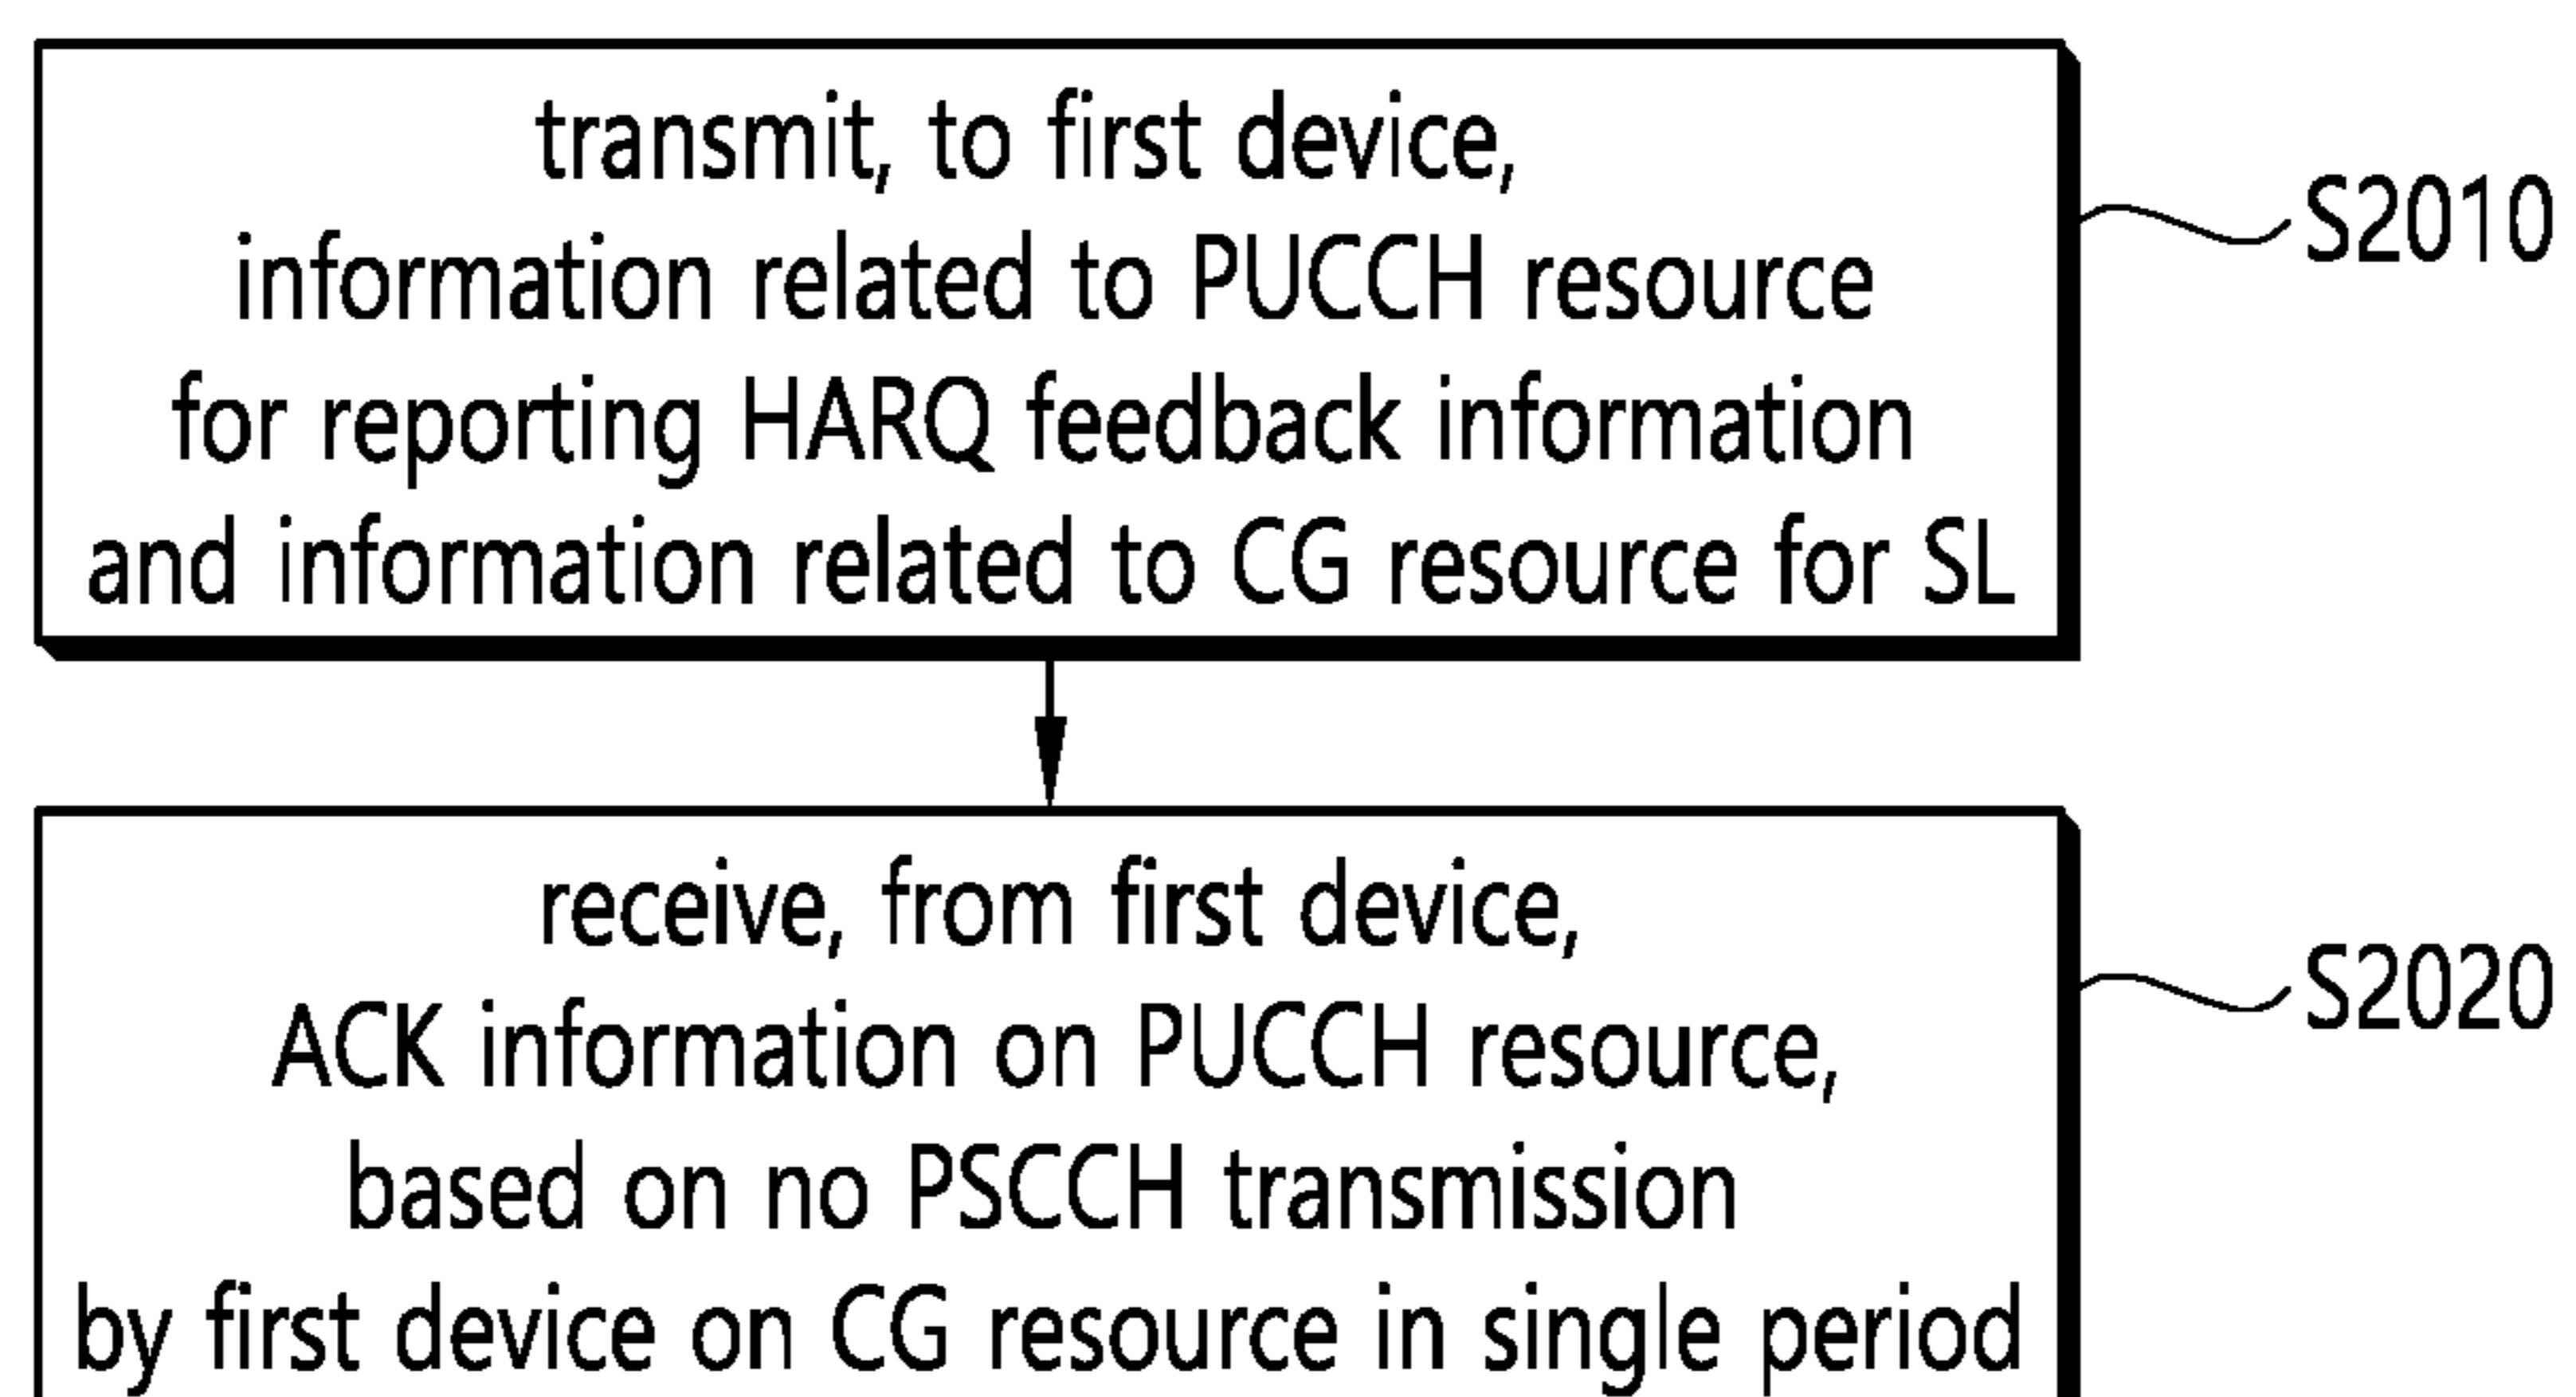 transmit, to first device,
information related to PUCCH resource
for reporting HARQ feedback information
and information related to CG resource for SL
S2010
receive, from first device,
ACK information on PUCCH resource,
based on no PSCCH transmission
by first device on CG resource in single period
S2020